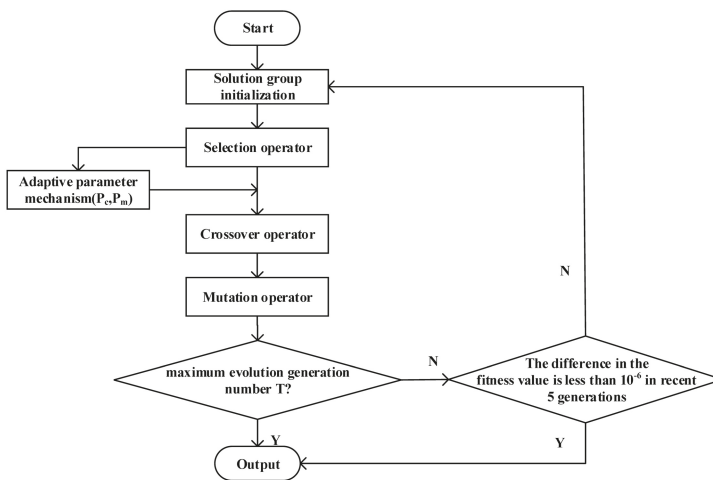 Start
Solution group
initialization
Selection operator
Adaptive parameter
mechanism(Pc,Pm)
Crossover operator
Mutation operator
maximum evolution generation
number T?
N
The difference in the
fitness value is less than 10⁻⁶ in recent
5 generations
N
Y
Y
Output